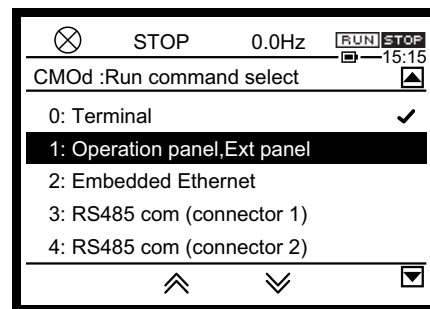 STOP 0.0Hz RUN STOP
15:15
CMOd :Run command select
0: Terminal
1: Operation panel,Ext panel
2: Embedded Ethernet
3: RS485 com (connector 1)
4: RS485 com (connector 2)